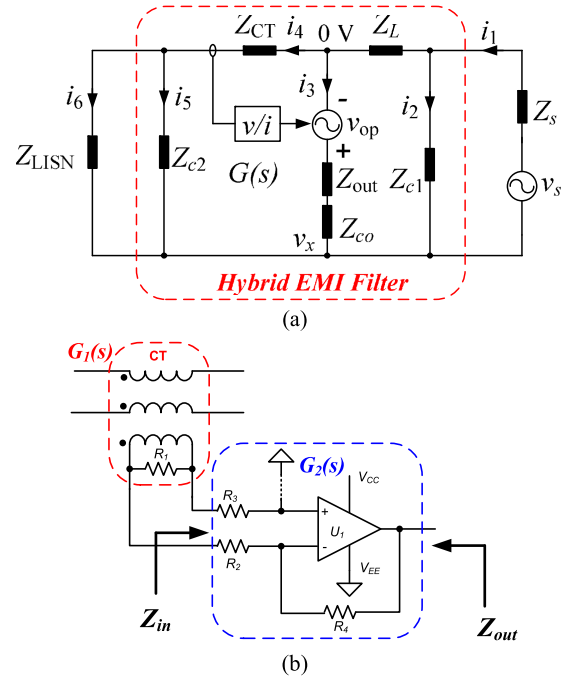 Z_CT i_4 0 V Z_L i_1
i_6 i_5 i_3 - i_2 Z_s
v/i v_op
Z_LISN Z_c2 + Z_out Z_c1 v_s
G(s)
v_x Z_co
Hybrid EMI Filter
(a)
G_1(s) CT
R_1 G_2(s)
V_CC
R_3 +
U_1
R_2 -
V_EE
Z_in R_4 Z_out
(b)